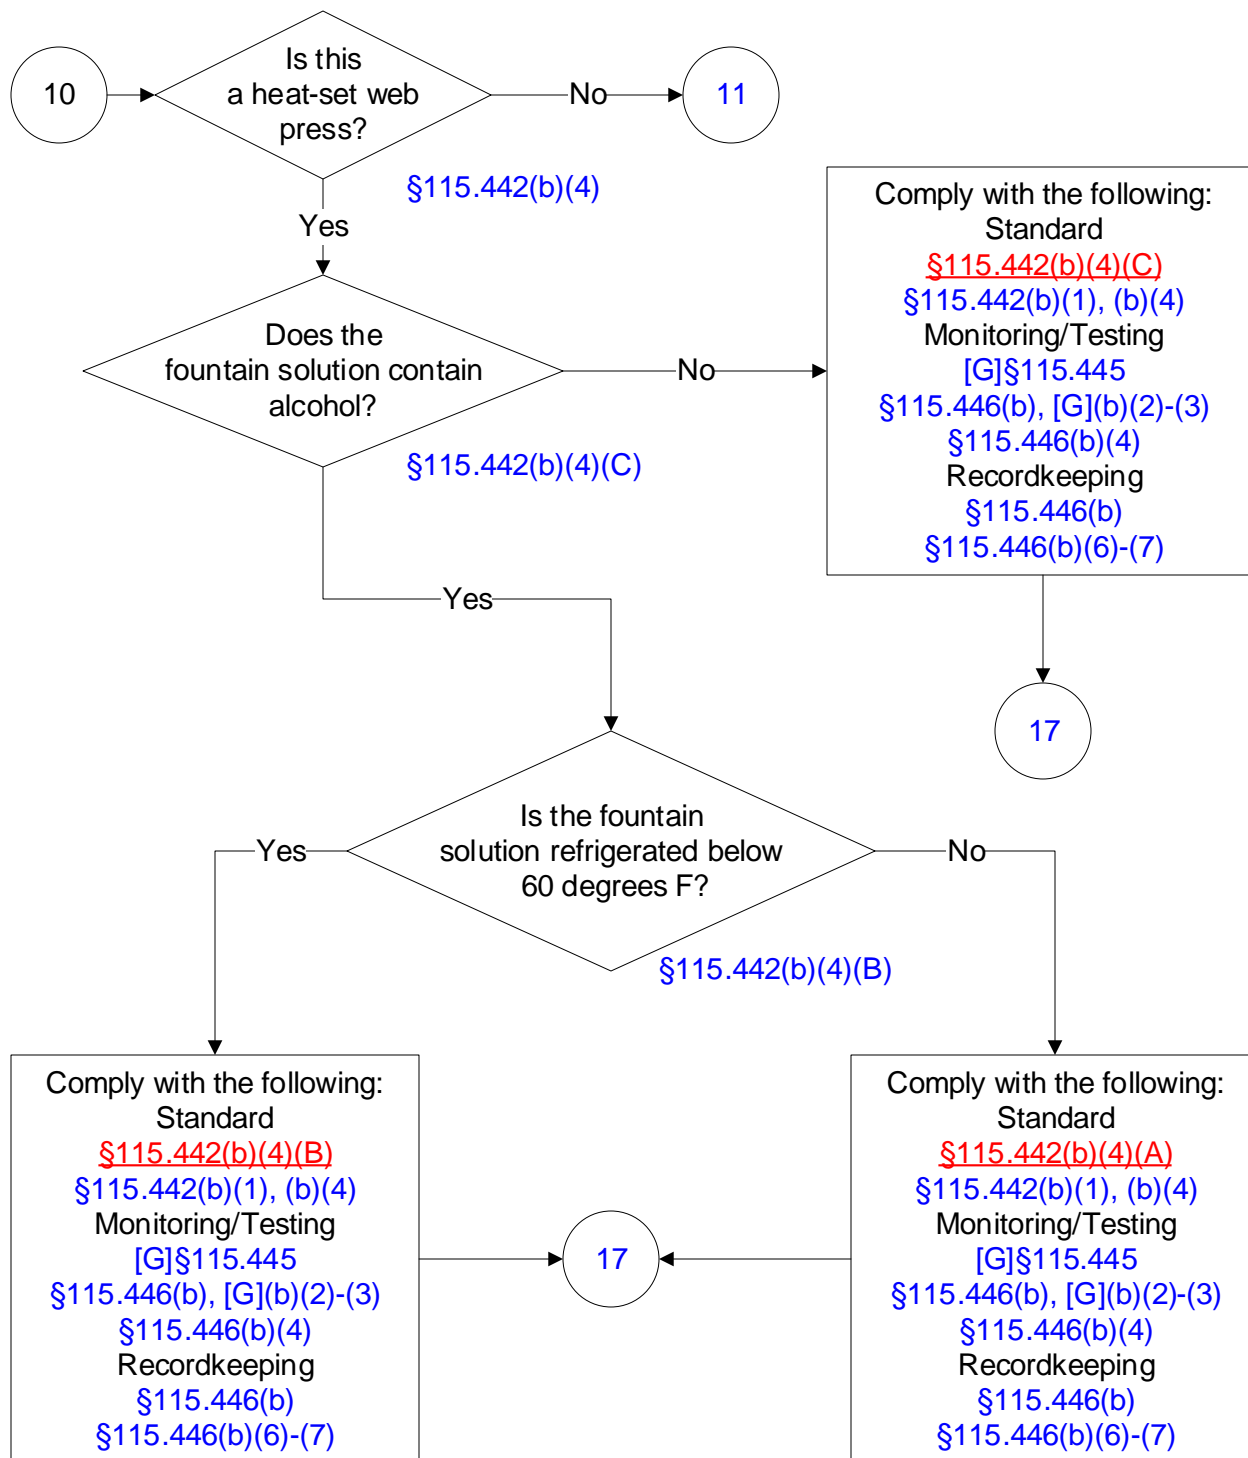 10
Is this
a heat-set web
press?
No
11
§115.442(b)(4)
Yes
Does the
fountain solution contain
alcohol?
No
§115.442(b)(4)(C)
Comply with the following:
Standard
§115.442(b)(4)(C)
§115.442(b)(1), (b)(4)
Monitoring/Testing
[G]§115.445
§115.446(b), [G](b)(2)-(3)
§115.446(b)(4)
Recordkeeping
§115.446(b)
§115.446(b)(6)-(7)
17
Yes
Is the fountain
solution refrigerated below
60 degrees F?
Yes
No
§115.442(b)(4)(B)
Comply with the following:
Standard
§115.442(b)(4)(B)
§115.442(b)(1), (b)(4)
Monitoring/Testing
[G]§115.445
§115.446(b), [G](b)(2)-(3)
§115.446(b)(4)
Recordkeeping
§115.446(b)
§115.446(b)(6)-(7)
17
Comply with the following:
Standard
§115.442(b)(4)(A)
§115.442(b)(1), (b)(4)
Monitoring/Testing
[G]§115.445
§115.446(b), [G](b)(2)-(3)
§115.446(b)(4)
Recordkeeping
§115.446(b)
§115.446(b)(6)-(7)